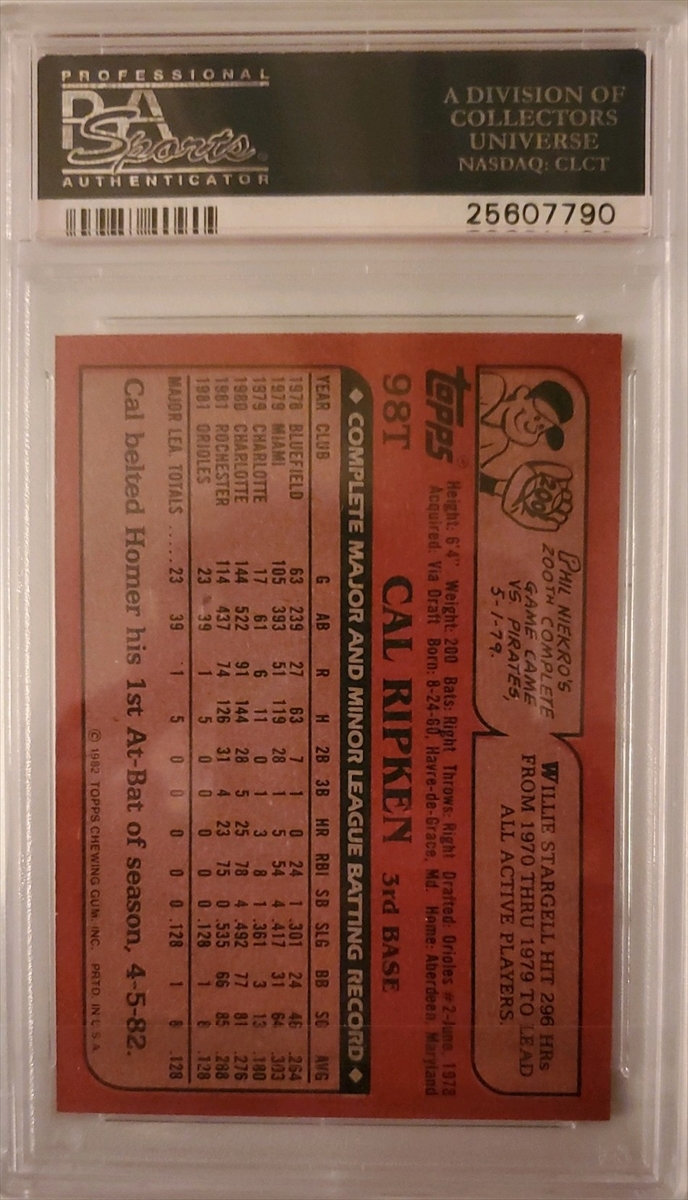 PROFESSIONAL
PSA
Sports
AUTHENTICATOR
A DIVISION OF
COLLECTORS
UNIVERSE
NASDAQ: CLCT
25607790
200
PHIL NIEKRO'S
200TH COMPLETE
GAME CAME
VS. PIRATES,
5-1-79.
WILLIE STARGELL HIT 296 HRs
FROM 1970 THRU 1979 TO LEAD
ALL ACTIVE PLAYERS.
TOPPS
98T
Height: 6'4" Weight: 200 Bats: Right Throws: Right Drafted: Orioles #2-June, 1978
Acquired: Via Draft Born: 8-24-60, Havre-de-Grace, Md. Home: Aberdeen, Maryland
CAL RIPKEN 3rd BASE
COMPLETE MAJOR AND MINOR LEAGUE BATTING RECORD
YEAR CLUB G AB R H 2B 3B HR RBI SB SLG BB SO AVG
1978 BLUEFIELD 63 239 27 63 7 1 0 24 1 .301 24 46 .264
1979 MIAMI 105 393 51 119 28 1 5 54 4 .417 31 64 .303
1979 CHARLOTTE 17 61 6 11 0 1 3 8 1 .361 3 13 .180
1980 CHARLOTTE 144 522 91 144 28 5 25 78 4 .492 77 81 .276
1981 ROCHESTER 114 437 74 126 31 4 23 75 0 .535 66 85 .288
1981 ORIOLES 23 39 1 5 0 0 0 0 0 .128 1 8 .128
MAJOR LEA. TOTALS ..... 23 39 1 5 0 0 0 0 0 .128 1 8 .128
Cal belted Homer his 1st At-Bat of season, 4-5-82.
© 1982 TOPPS CHEWING GUM, INC. PRTD. IN U.S.A.